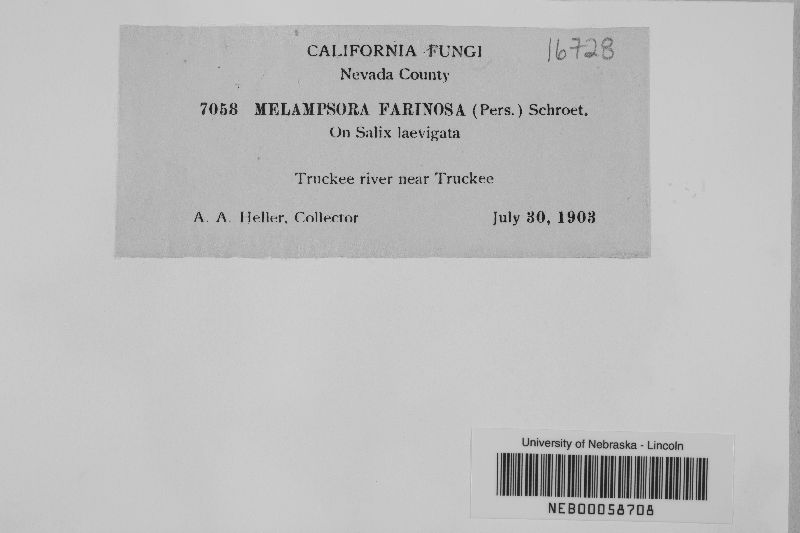 CALIFORNIA FUNGI 16728
Nevada County
7058 MELAMPSORA FARINOSA (Pers.) Schroet.
On Salix laevigata
Truckee river near Truckee
A. A. Heller, Collector July 30, 1903
University of Nebraska - Lincoln
NEB00058708